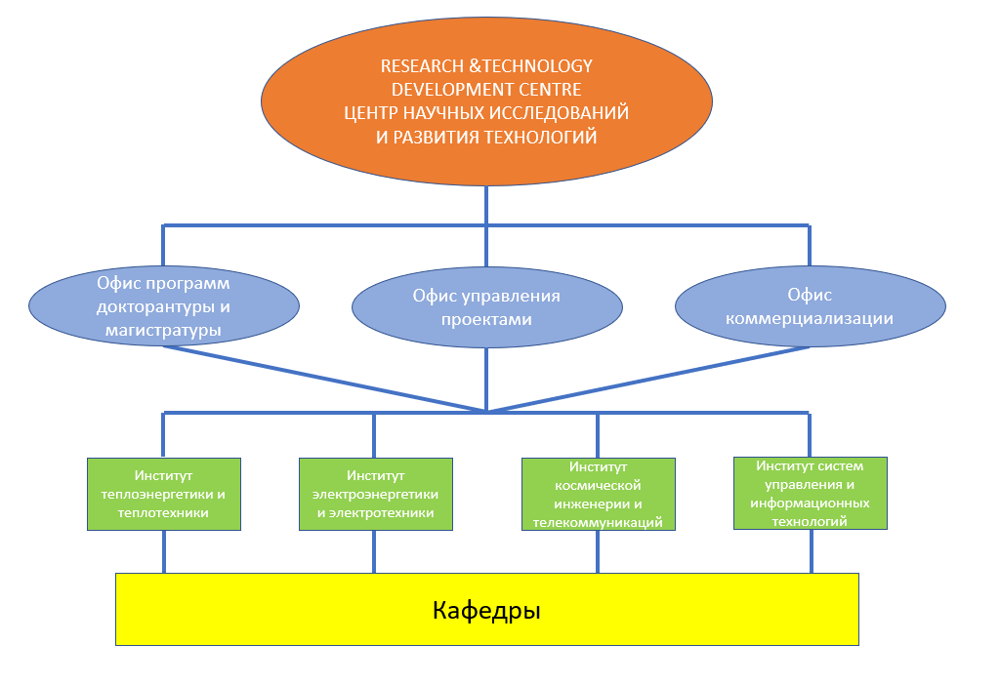 RESEARCH &TECHNOLOGY
DEVELOPMENT CENTRE
ЦЕНТР НАУЧНЫХ ИССЛЕДОВАНИЙ
И РАЗВИТИЯ ТЕХНОЛОГИЙ
Офис программ
докторантуры и
магистратуры
Офис управления
проектами
Офис
коммерциализации
Институт
теплоэнергетики и
теплотехники
Институт
электроэнергетики
и электротехники
Институт
космической
инженерии и
телекоммуникаций
Институт систем
управления и
информационных
технологий
Кафедры